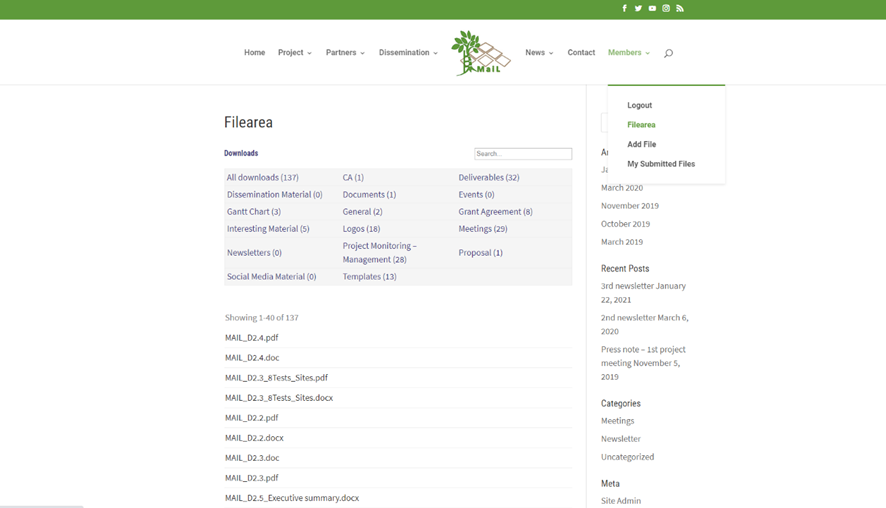 Home Project Partners Dissemination MaIL News Contact Members
Logout
Filearea
Add File
My Submitted Files
Filearea
Downloads
Search...
All downloads (137) CA (1) Deliverables (32)
Dissemination Material (0) Documents (1) Events (0)
Gantt Chart (3) General (2) Grant Agreement (8)
Interesting Material (5) Logos (18) Meetings (29)
Newsletters (0) Project Monitoring – Proposal (1)
Management (28)
Social Media Material (0) Templates (13)
Showing 1-40 of 137
MAIL_D2.4.pdf
MAIL_D2.4.doc
MAIL_D2.3_8Tests_Sites.pdf
MAIL_D2.3_8Tests_Sites.docx
MAIL_D2.2.pdf
MAIL_D2.2.docx
MAIL_D2.3.doc
MAIL_D2.3.pdf
MAIL_D2.5_Executive summary.docx
March 2020
November 2019
October 2019
March 2019
Recent Posts
3rd newsletter January
22, 2021
2nd newsletter March 6,
2020
Press note – 1st project
meeting November 5,
2019
Categories
Meetings
Newsletter
Uncategorized
Meta
Site Admin